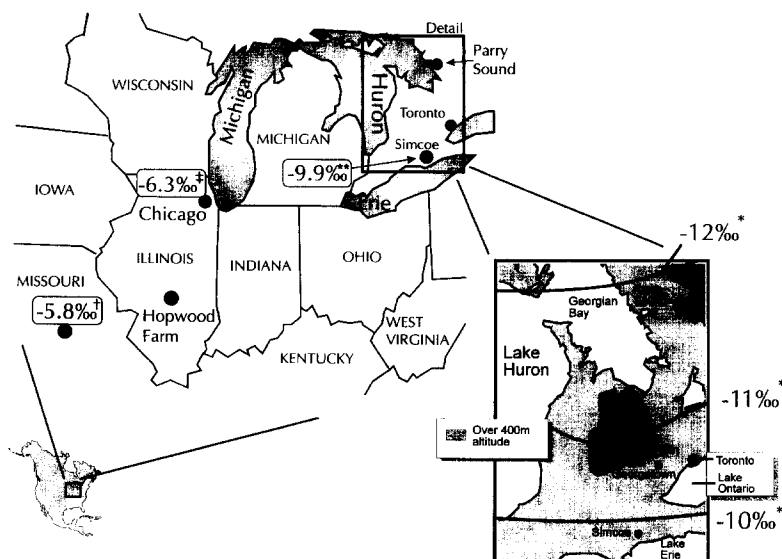 Detail
Parry
Sound
WISCONSIN
Michigan
Huron
Toronto
MICHIGAN
Simcoe
-9.9‰**
-6.3‰‡
IOWA
Chicago
Erie
-12‰*
ILLINOIS
OHIO
INDIANA
MISSOURI
-5.8‰†
Hopwood
Farm
WEST
VIRGINIA
KENTUCKY
Georgian
Bay
Lake
Huron
-11‰*
Over 400m
altitude
Toronto
Lake
Ontario
-10‰*
Simcoe
Lake
Erie